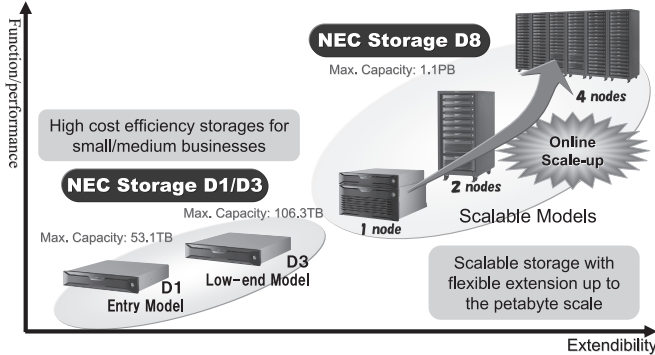 Function/performance
NEC Storage D8
Max. Capacity: 1.1PB
4 nodes
High cost efficiency storages for
small/medium businesses
Online
Scale-up
2 nodes
NEC Storage D1/D3
Max. Capacity: 106.3TB
1 node
Scalable Models
Max. Capacity: 53.1TB
D3
Low-end Model
D1
Entry Model
Scalable storage with
flexible extension up to
the petabyte scale
Extendibility